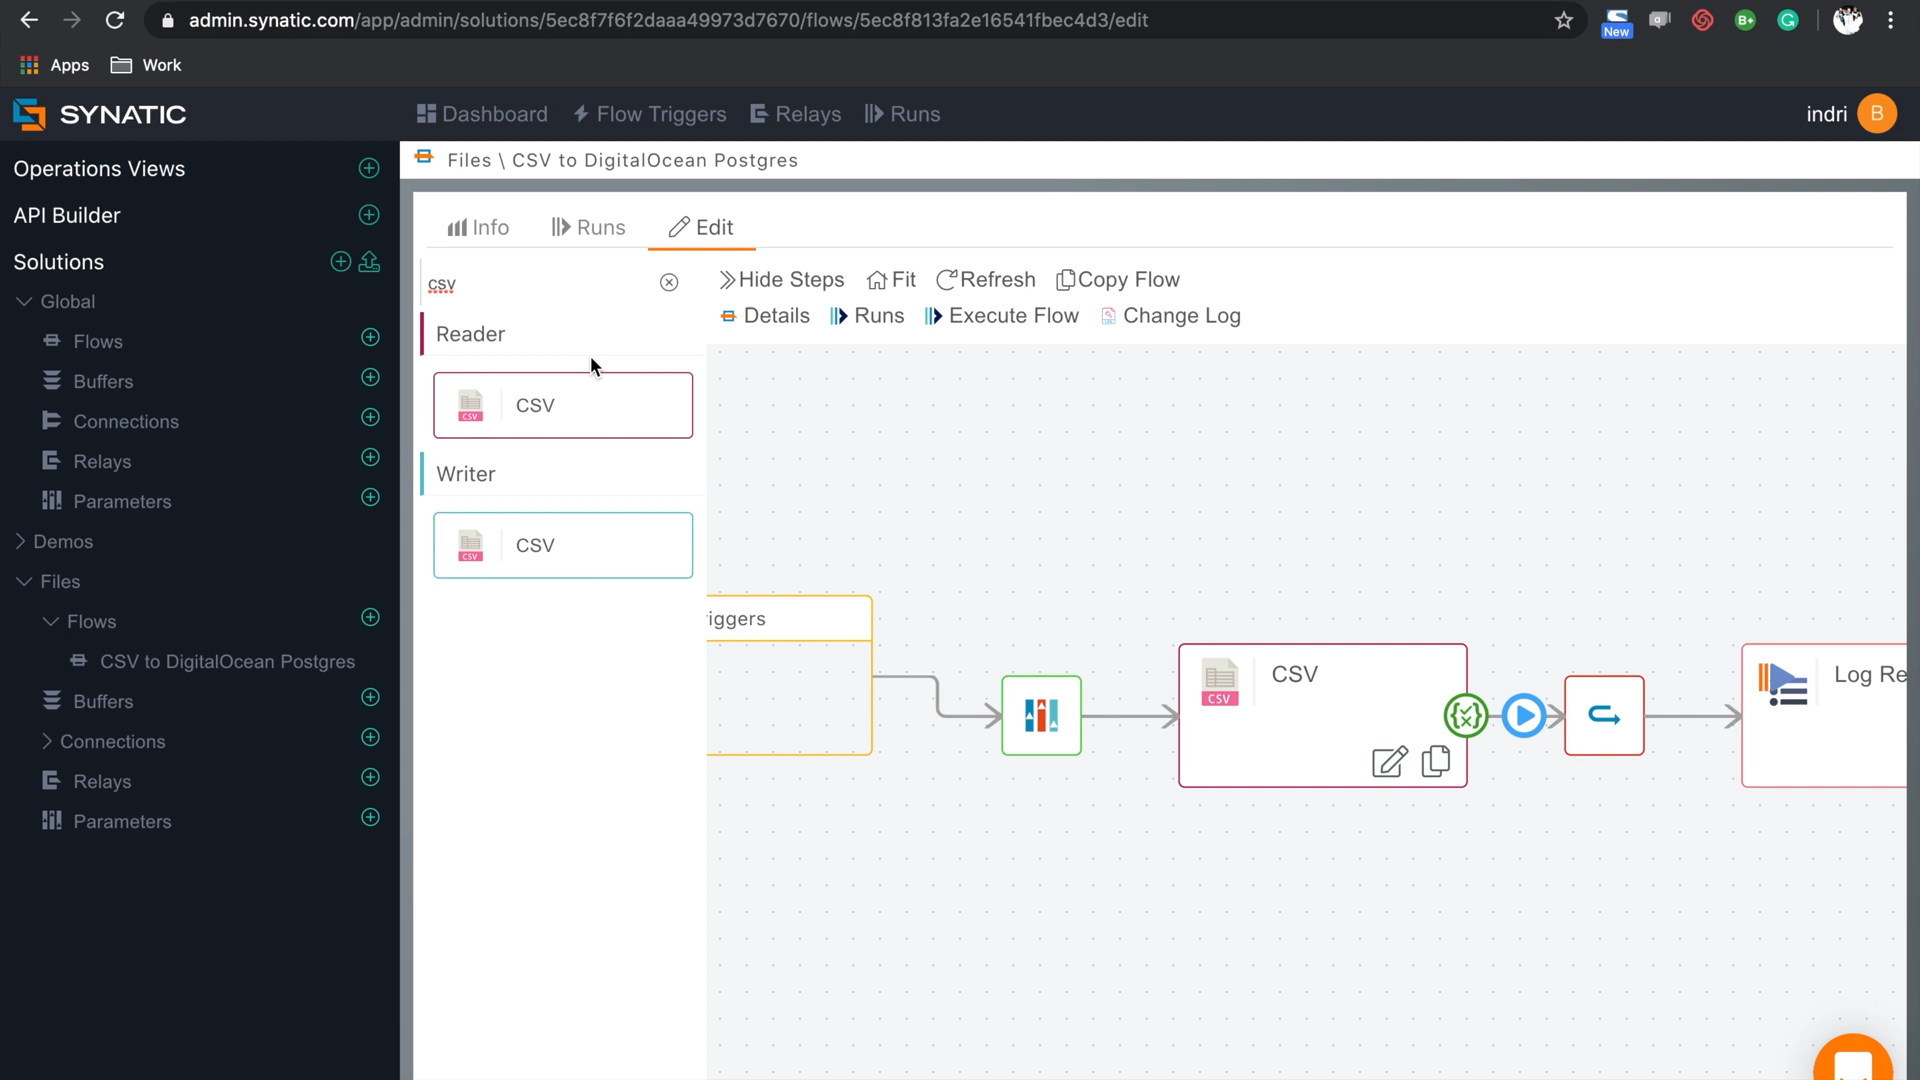 admin.synatic.com/app/admin/solutions/5ec8f7f6f2daaa49973d7670/flows/5ec8f813fa2e16541fbec4d3/edit
New
B+
Apps
Work
SYNATIC
Dashboard
Flow Triggers
Relays
Runs
indri
B
Operations Views
API Builder
Solutions
Global
Flows
Buffers
Connections
Relays
Parameters
Demos
Files
Flows
CSV to DigitalOcean Postgres
Buffers
Connections
Relays
Parameters
Files \ CSV to DigitalOcean Postgres
Info
Runs
Edit
csv
Hide Steps
Fit
Refresh
Copy Flow
Details
Runs
Execute Flow
Change Log
Reader
CSV
CSV
Writer
CSV
CSV
iggers
CSV
CSV
Log Re